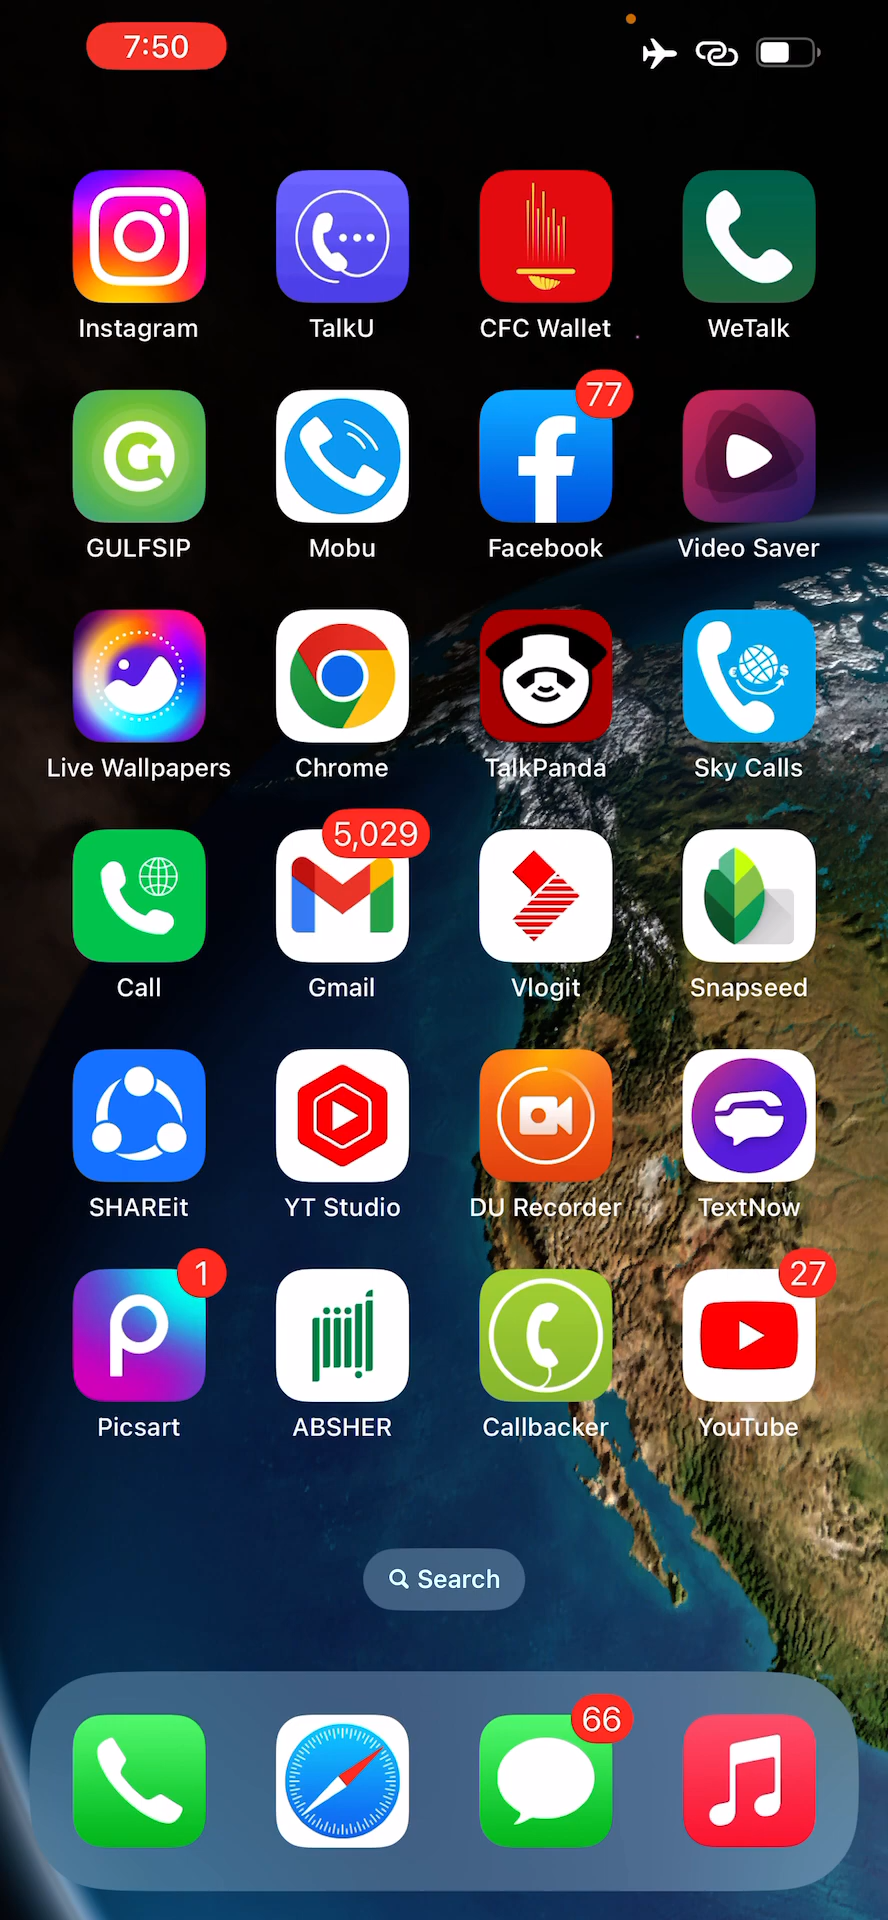 7:50
Instagram TalkU CFC Wallet WeTalk
77
GULFSIP Mobu Facebook Video Saver
Live Wallpapers Chrome TalkPanda Sky Calls
5,029
Call Gmail Vlogit Snapseed
SHAREit YT Studio DU Recorder TextNow
1 27
Picsart ABSHER Callbacker YouTube
Search
66